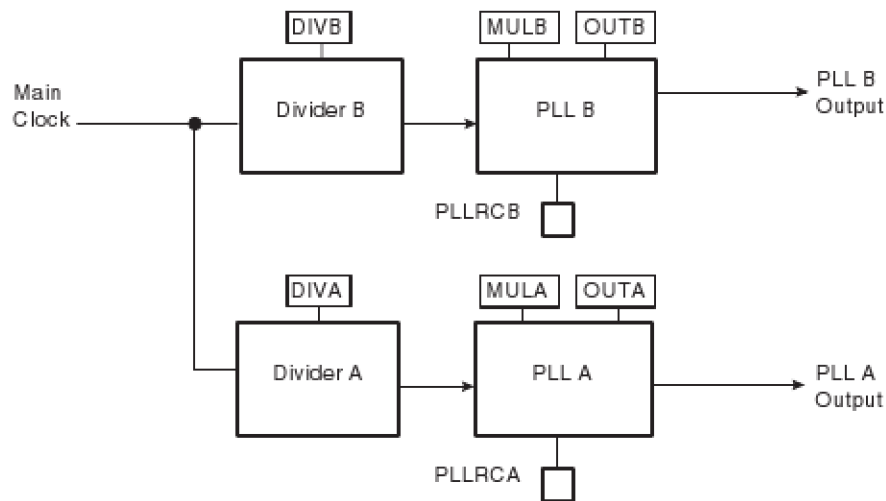 DIVB
MULB
OUTB
Main
Clock
Divider B
PLL B
PLL B
Output
PLLRCB
DIVA
MULA
OUTA
Divider A
PLL A
PLL A
Output
PLLRCA